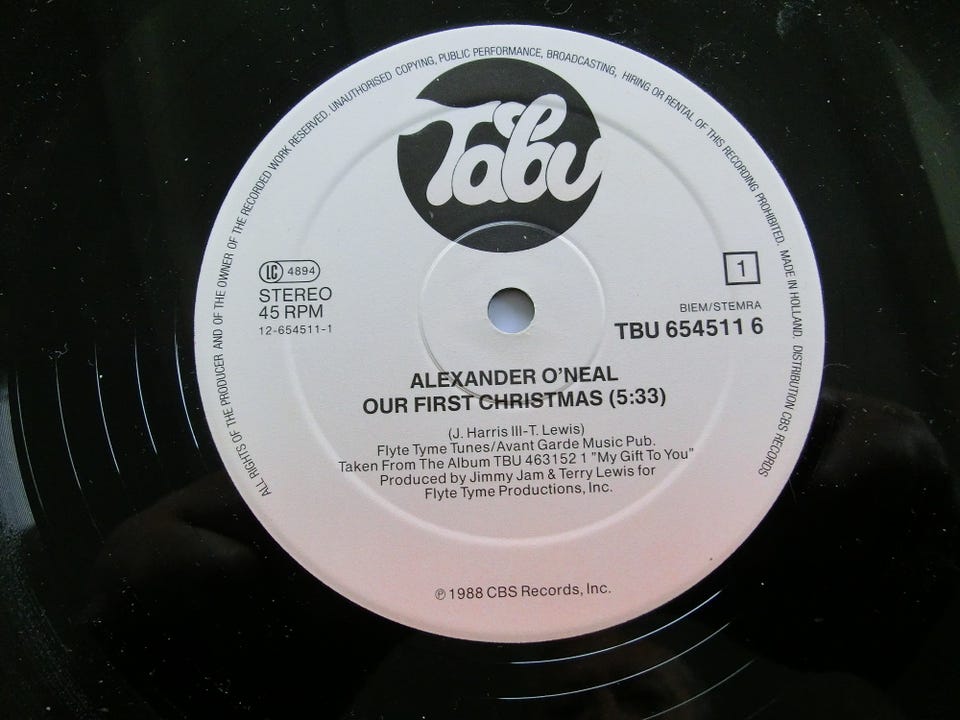 ALL RIGHTS OF THE PRODUCER AND OF THE OWNER OF THE RECORDED WORK RESERVED. UNAUTHORISED COPYING, PUBLIC PERFORMANCE, BROADCASTING, HIRING OR RENTAL OF THIS RECORDING PROHIBITED. MADE IN HOLLAND. DISTRIBUTION CBS RECORDS
Tabu
LC 4894
STEREO
45 RPM
12-654511-1
1
BIEM/STEMRA
TBU 654511 6
ALEXANDER O'NEAL
OUR FIRST CHRISTMAS (5:33)
(J. Harris III-T. Lewis)
Flyte Tyme Tunes/Avant Garde Music Pub.
Taken From The Album TBU 463152 1 "My Gift To You"
Produced by Jimmy Jam & Terry Lewis for
Flyte Tyme Productions, Inc.
℗ 1988 CBS Records, Inc.